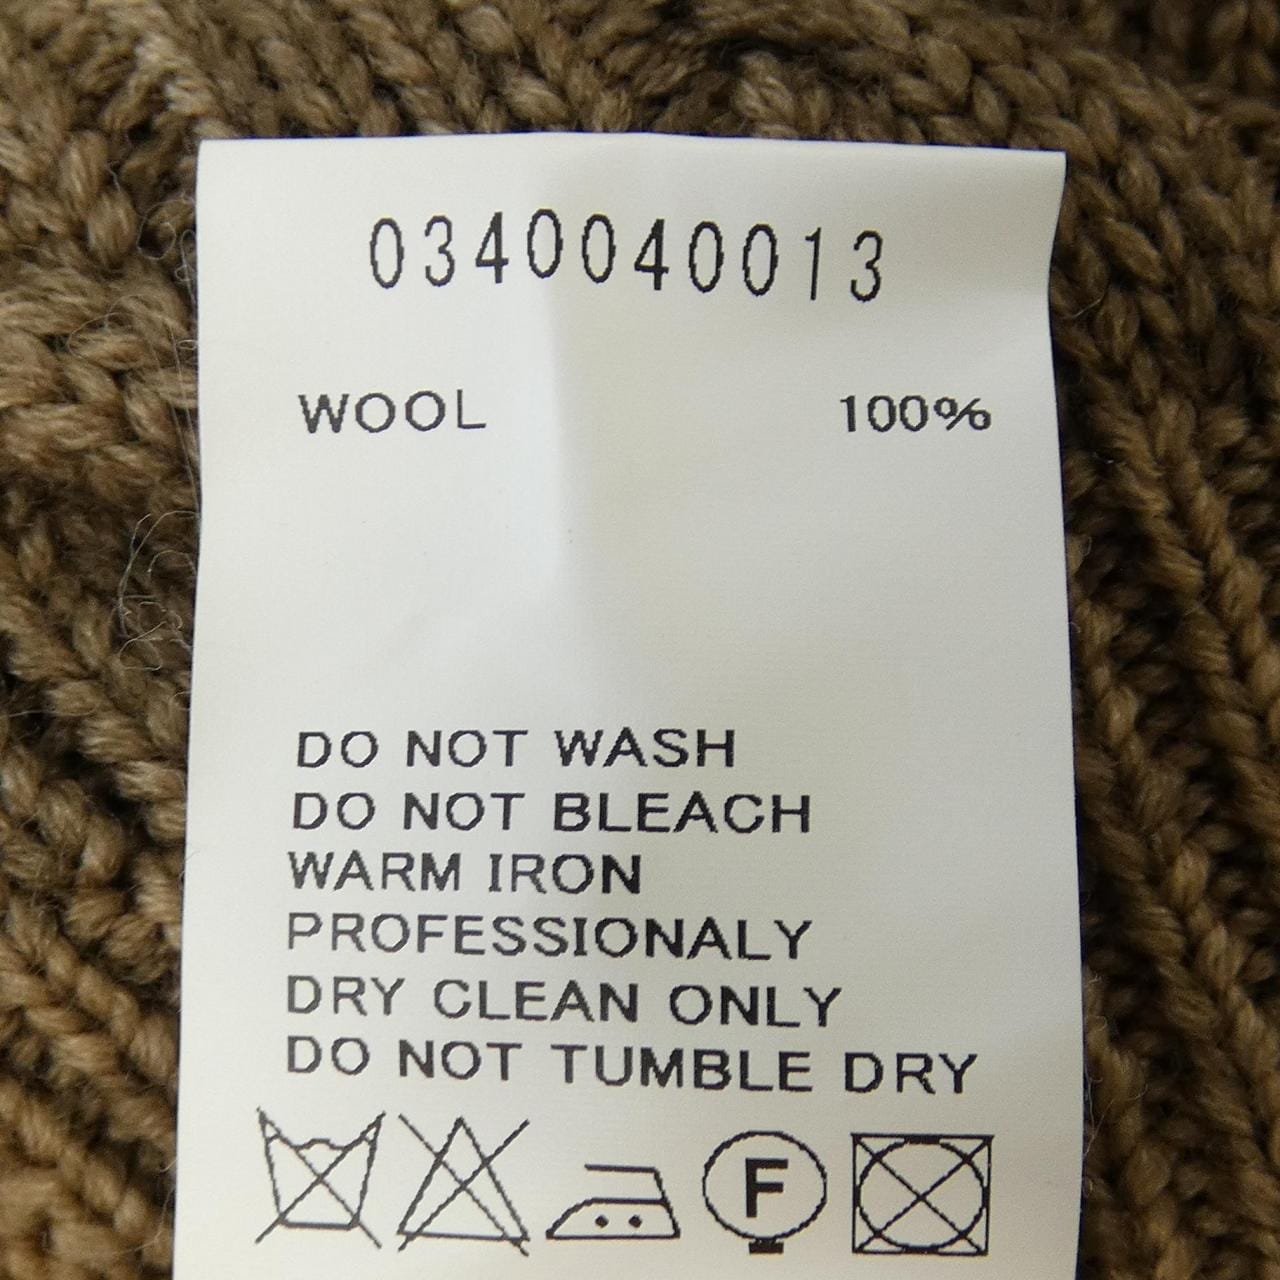 0340040013
WOOL 100%
DO NOT WASH
DO NOT BLEACH
WARM IRON
PROFESSIONALY
DRY CLEAN ONLY
DO NOT TUMBLE DRY
F